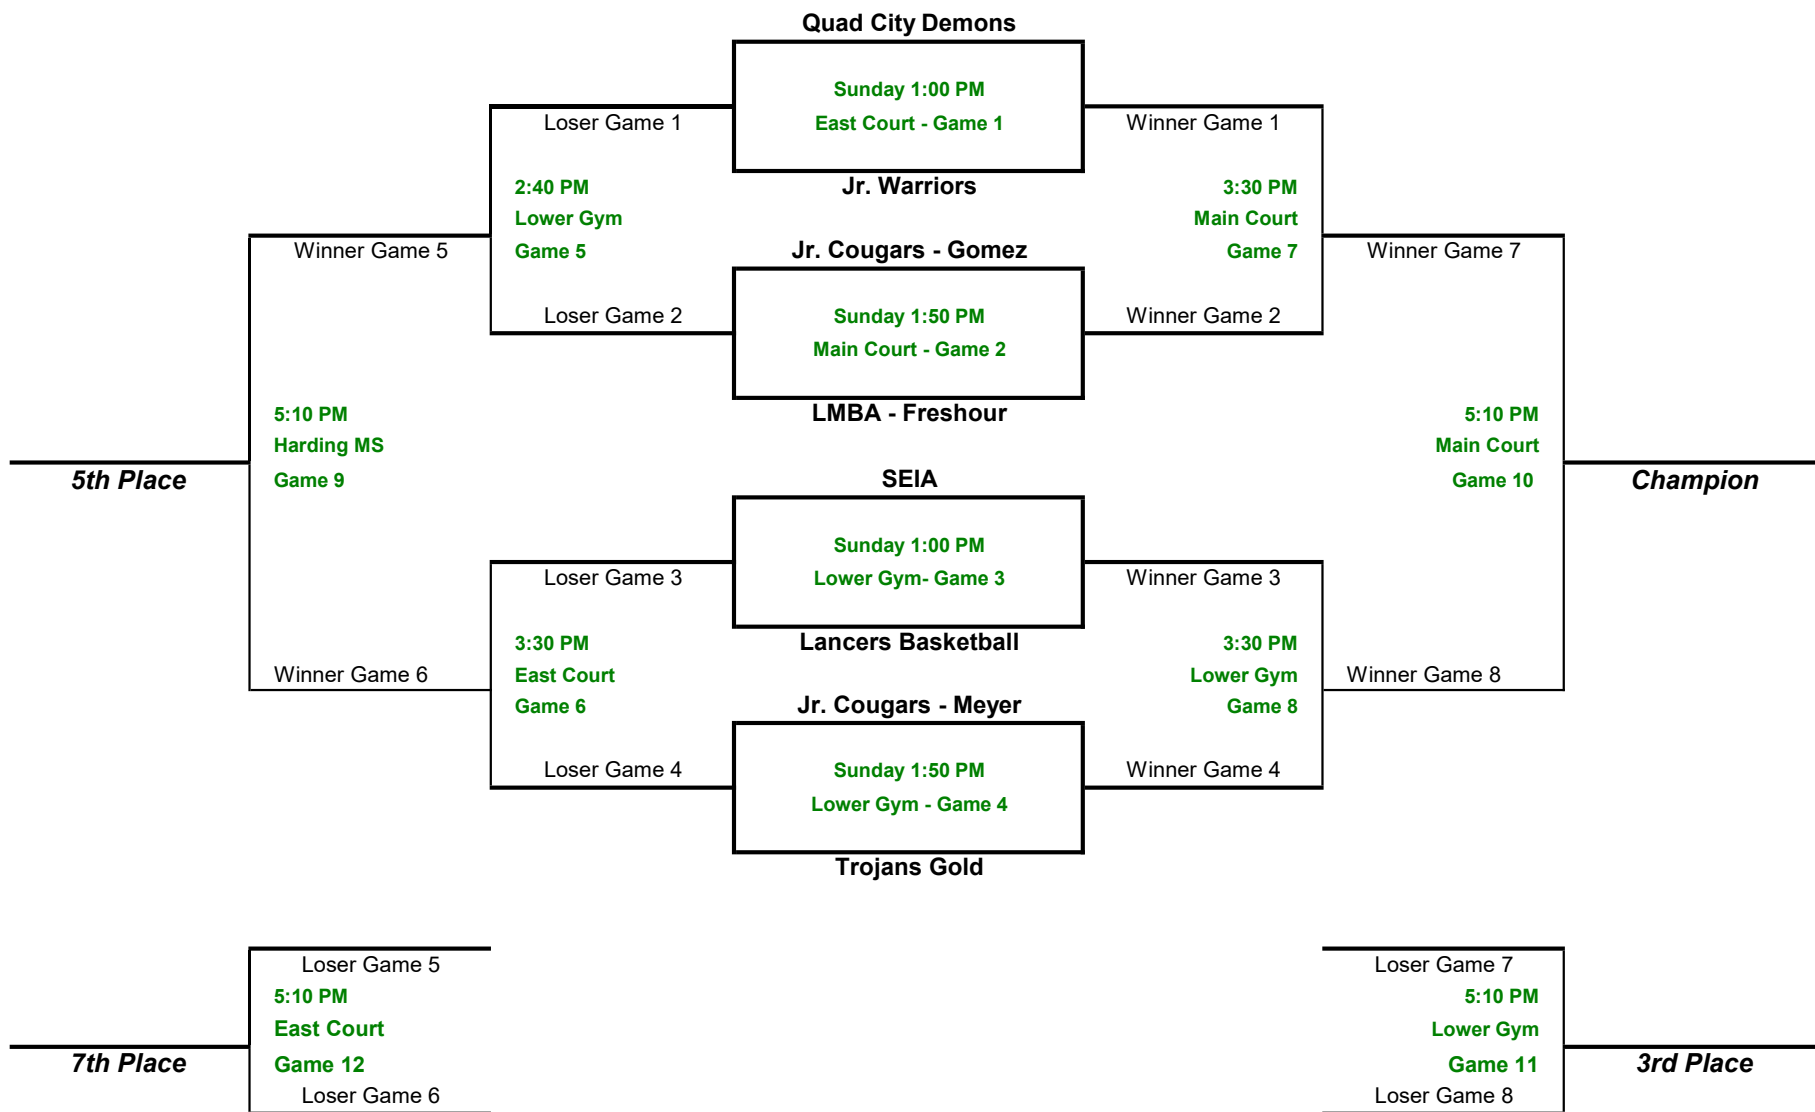 Quad City Demons
Sunday 1:00 PM
Loser Game 1
East Court - Game 1
Winner Game 1
2:40 PM
Jr. Warriors
3:30 PM
Lower Gym
Main Court
Winner Game 5
Game 5
Jr. Cougars - Gomez
Game 7
Winner Game 7
Loser Game 2
Sunday 1:50 PM
Winner Game 2
Main Court - Game 2
5:10 PM
LMBA - Freshour
5:10 PM
Harding MS
Main Court
5th Place
Game 9
SEIA
Game 10
Champion
Sunday 1:00 PM
Loser Game 3
Lower Gym- Game 3
Winner Game 3
3:30 PM
Lancers Basketball
3:30 PM
Winner Game 6
East Court
Lower Gym
Winner Game 8
Game 6
Jr. Cougars - Meyer
Game 8
Loser Game 4
Sunday 1:50 PM
Winner Game 4
Lower Gym - Game 4
Trojans Gold
Loser Game 5
Loser Game 7
5:10 PM
5:10 PM
East Court
Lower Gym
7th Place
Game 12
Game 11
3rd Place
Loser Game 6
Loser Game 8